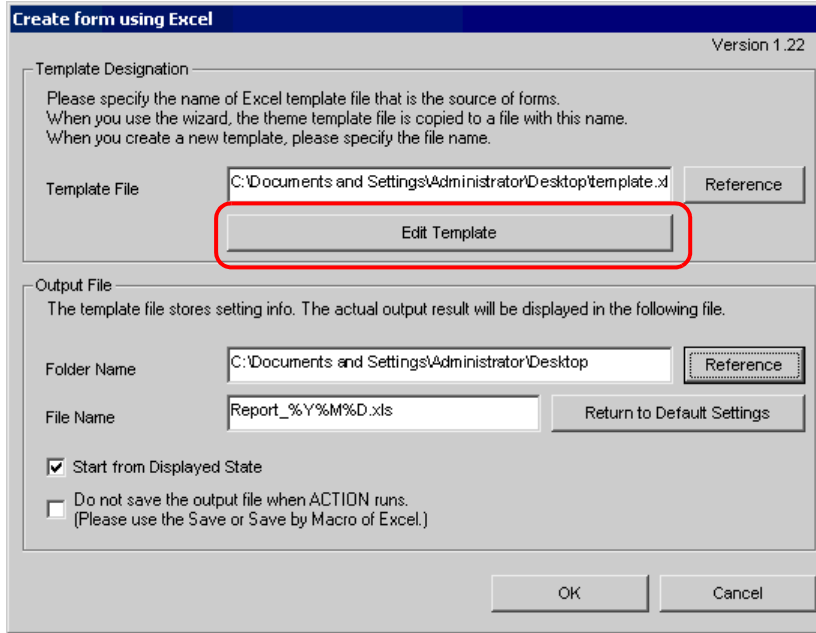 Create form using Excel
Version 1.22
Template Designation
Please specify the name of Excel template file that is the source of forms.
When you use the wizard, the theme template file is copied to a file with this name.
When you create a new template, please specify the file name.
Template File
C:\Documents and Settings\Administrator\Desktop\template.xl
Reference
Edit Template
Output File
The template file stores setting info. The actual output result will be displayed in the following file.
Folder Name
C:\Documents and Settings\Administrator\Desktop
Reference
File Name
Report_%Y%M%D.xls
Return to Default Settings
Start from Displayed State
Do not save the output file when ACTION runs.
(Please use the Save or Save by Macro of Excel.)
OK
Cancel